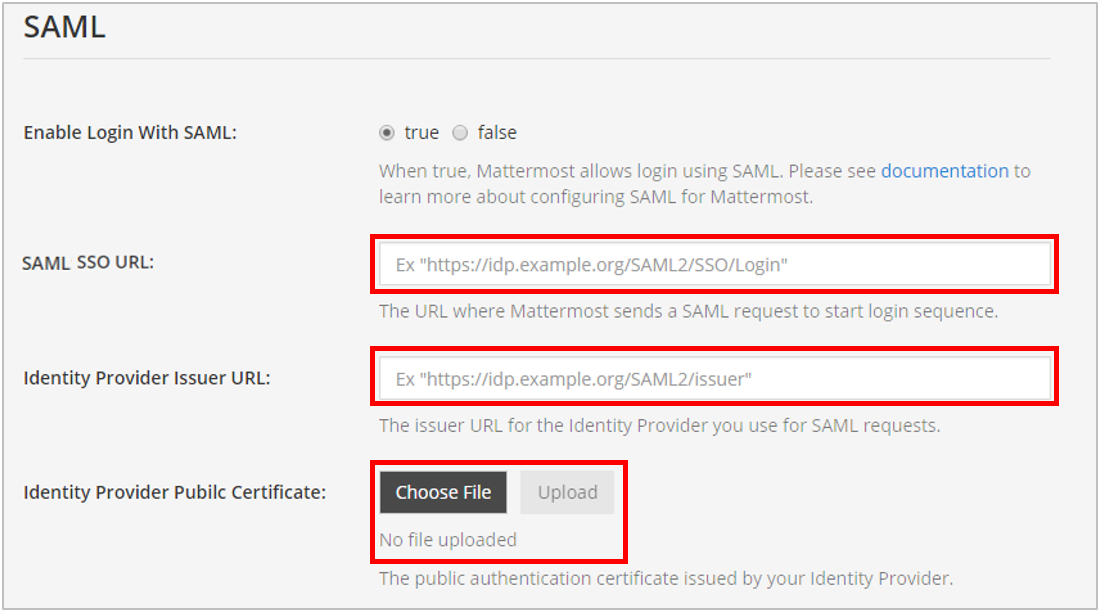 SAML
Enable Login With SAML:
true false
When true, Mattermost allows login using SAML. Please see documentation to
learn more about configuring SAML for Mattermost.
SAML SSO URL:
Ex "https://idp.example.org/SAML2/SSO/Login"
The URL where Mattermost sends a SAML request to start login sequence.
Identity Provider Issuer URL:
Ex "https://idp.example.org/SAML2/issuer"
The issuer URL for the Identity Provider you use for SAML requests.
Identity Provider Pubilc Certificate:
Choose File Upload
No file uploaded
The public authentication certificate issued by your Identity Provider.